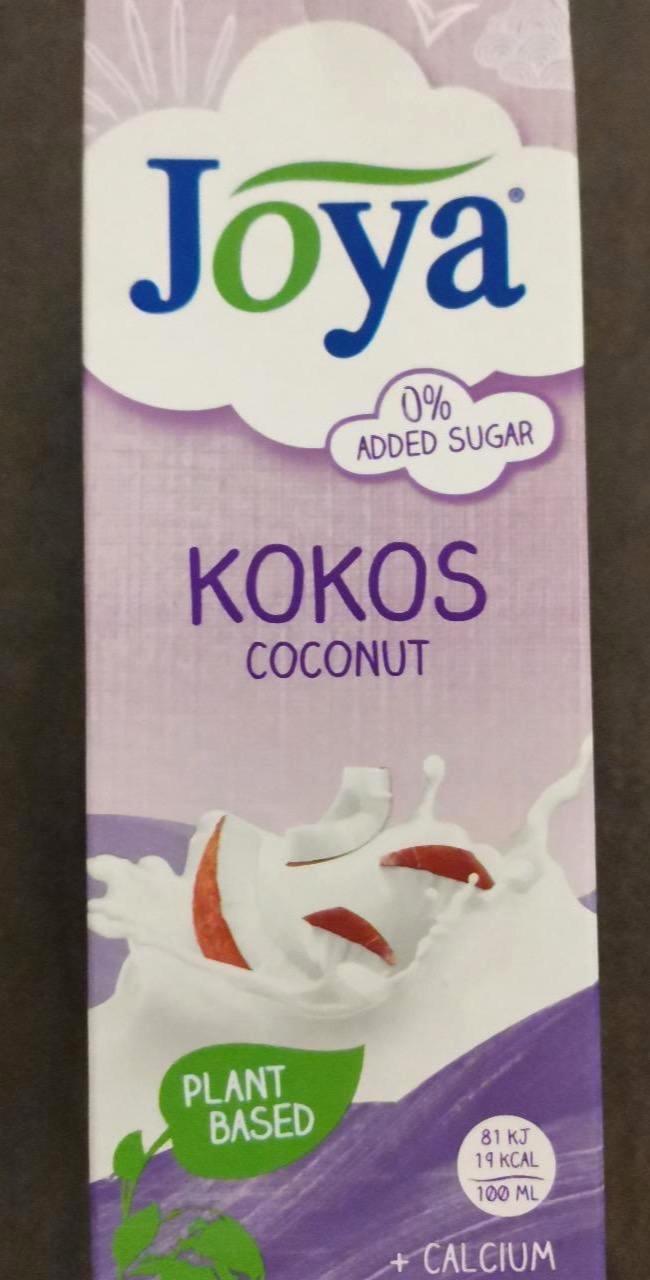 Joya®
0%
ADDED SUGAR
KOKOS
COCONUT
PLANT
BASED
81 KJ
19 KCAL
100 ML
+ CALCIUM